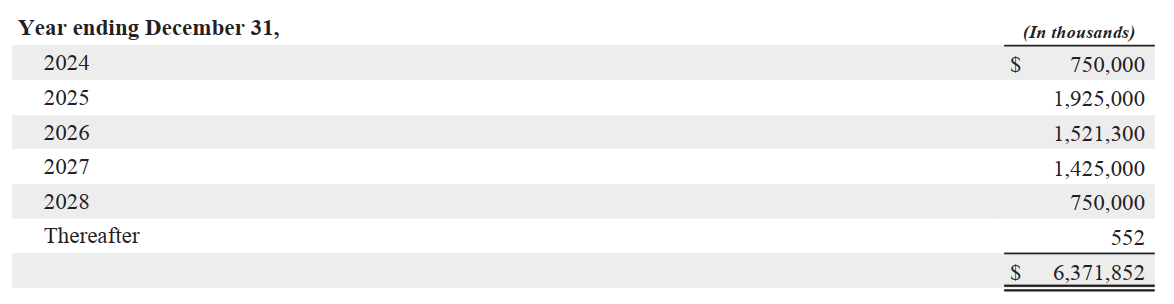 Year ending December 31, (In thousands)
2024 $ 750,000
2025 1,925,000
2026 1,521,300
2027 1,425,000
2028 750,000
Thereafter 552
$ 6,371,852